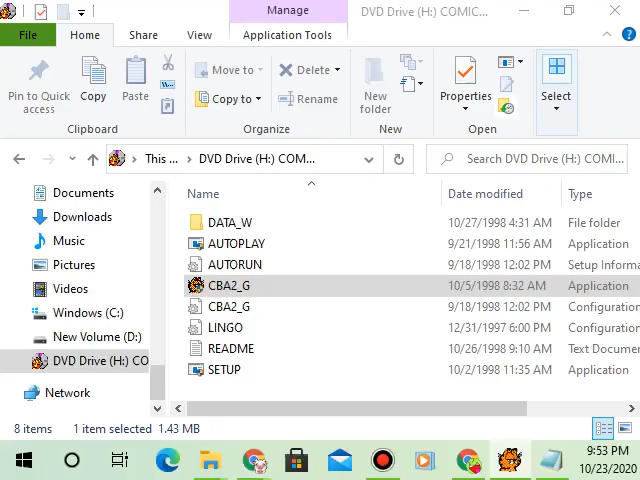 Manage
DVD Drive (H:) COMIC...
File
Home
Share
View
Application Tools
Pin to Quick
access
Copy
Paste
Move to
Copy to
Delete
Rename
New
folder
Properties
Select
Clipboard
Organize
New
Open
This ...
DVD Drive (H:) COM...
Search DVD Drive (H:) COMI...
Name
Date modified
Type
Documents
Downloads
Music
Pictures
Videos
Windows (C:)
New Volume (D:)
DVD Drive (H:) CO
Network
DATA_W 10/27/1998 4:31 AM File folder
AUTOPLAY 9/21/1998 11:56 AM Application
AUTORUN 9/18/1998 12:02 PM Setup Informa
CBA2_G 10/5/1998 8:32 AM Application
CBA2_G 9/18/1998 12:02 PM Configuration
LINGO 12/31/1997 6:00 PM Configuration
README 10/26/1998 9:10 AM Text Documen
SETUP 10/2/1998 11:35 AM Application
8 items 1 item selected 1.43 MB
9:53 PM
10/23/2020